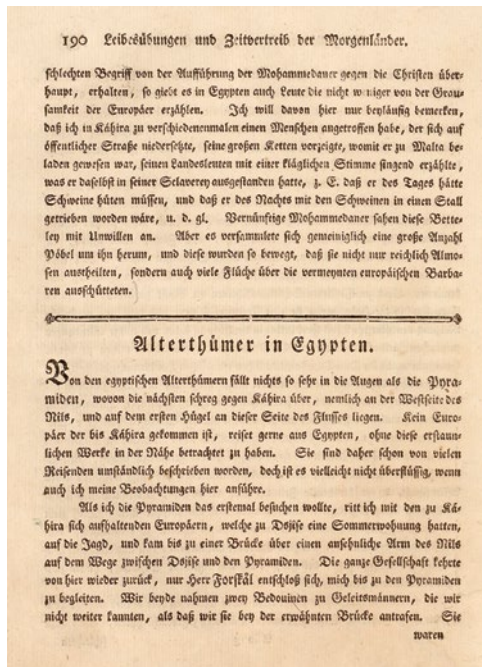 190 Leibesübungen und Zeitvertreib der Morgenländer.
schlechten Begriff von der Aufführung der Mohammedaner gegen die Christen über-
haupt, erhalten, so giebt es in Egypten auch Leute die nicht weniger von der Grau-
samkeit der Europäer erzählen. Ich will davon hier nur beyläufig bemerken,
daß ich in Káhira zu verschiedenenmalen einen Menschen angetroffen habe, der sich auf
öffentlicher Straße niedersetzte, seine großen Ketten vorzeigte, womit er zu Malta be-
laden gewesen war, seinen Landesleuten mit einer kläglichen Stimme singend erzählte,
was er daselbst in seiner Sclaverey ausgestanden hatte, z. E. daß er des Tages hätte
Schweine hüten müssen, und daß er des Nachts mit den Schweinen in einen Stall
getrieben worden wäre, u. d. gl. Vernünftige Mohammedaner sahen diese Bette-
ley mit Unwillen an. Aber es versammlete sich gemeiniglich eine große Anzahl
Pöbel um ihn herum, und diese wurden so bewegt, daß sie nicht nur reichlich Almo-
sen austheilten, sondern auch viele Flüche über die vermeynten europäischen Barba-
ren ausschütteten.
Alterthümer in Egypten.
Von den egyptischen Alterthümern fällt nichts so sehr in die Augen als die Pyra-
miden, wovon die nächsten schreg gegen Káhira über, nemlich an der Westseite des
Nils, und auf dem ersten Hügel an dieser Seite des Flusses liegen. Kein Euro-
päer der bis Káhira gekommen ist, reiset gerne aus Egypten, ohne diese erstaun-
lichen Werke in der Nähe betrachtet zu haben. Sie sind daher schon von vielen
Reisenden umständlich beschrieben worden, doch ist es vielleicht nicht überflüssig, wenn
auch ich meine Beobachtungen hier anführe.
Als ich die Pyramiden das erstemal besuchen wollte, ritt ich mit den zu Ká-
hira sich aufhaltenden Europäern, welche zu Dsjise eine Sommerwohnung hatten,
auf die Jagd, und kam bis zu einer Brücke über einen ansehnliche Arm des Nils
auf dem Wege zwischen Dsjise und den Pyramiden. Die ganze Gesellschaft kehrte
von hier wieder zurück, nur Herr Forskål entschloß sich, mich bis zu den Pyramiden
zu begleiten. Wir beyde nahmen zwey Bedouinen zu Geleitsmännern, die wir
nicht weiter kannten, als daß wir sie bey der erwähnten Brücke antrafen. Sie
waren